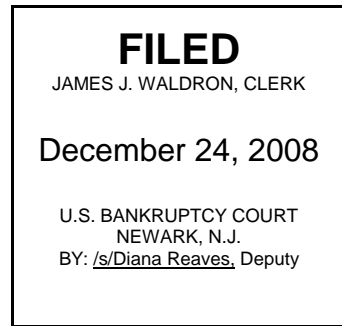 FILED
JAMES J. WALDRON, CLERK
December 24, 2008
U.S. BANKRUPTCY COURT
NEWARK, N.J.
BY: /s/Diana Reaves, Deputy